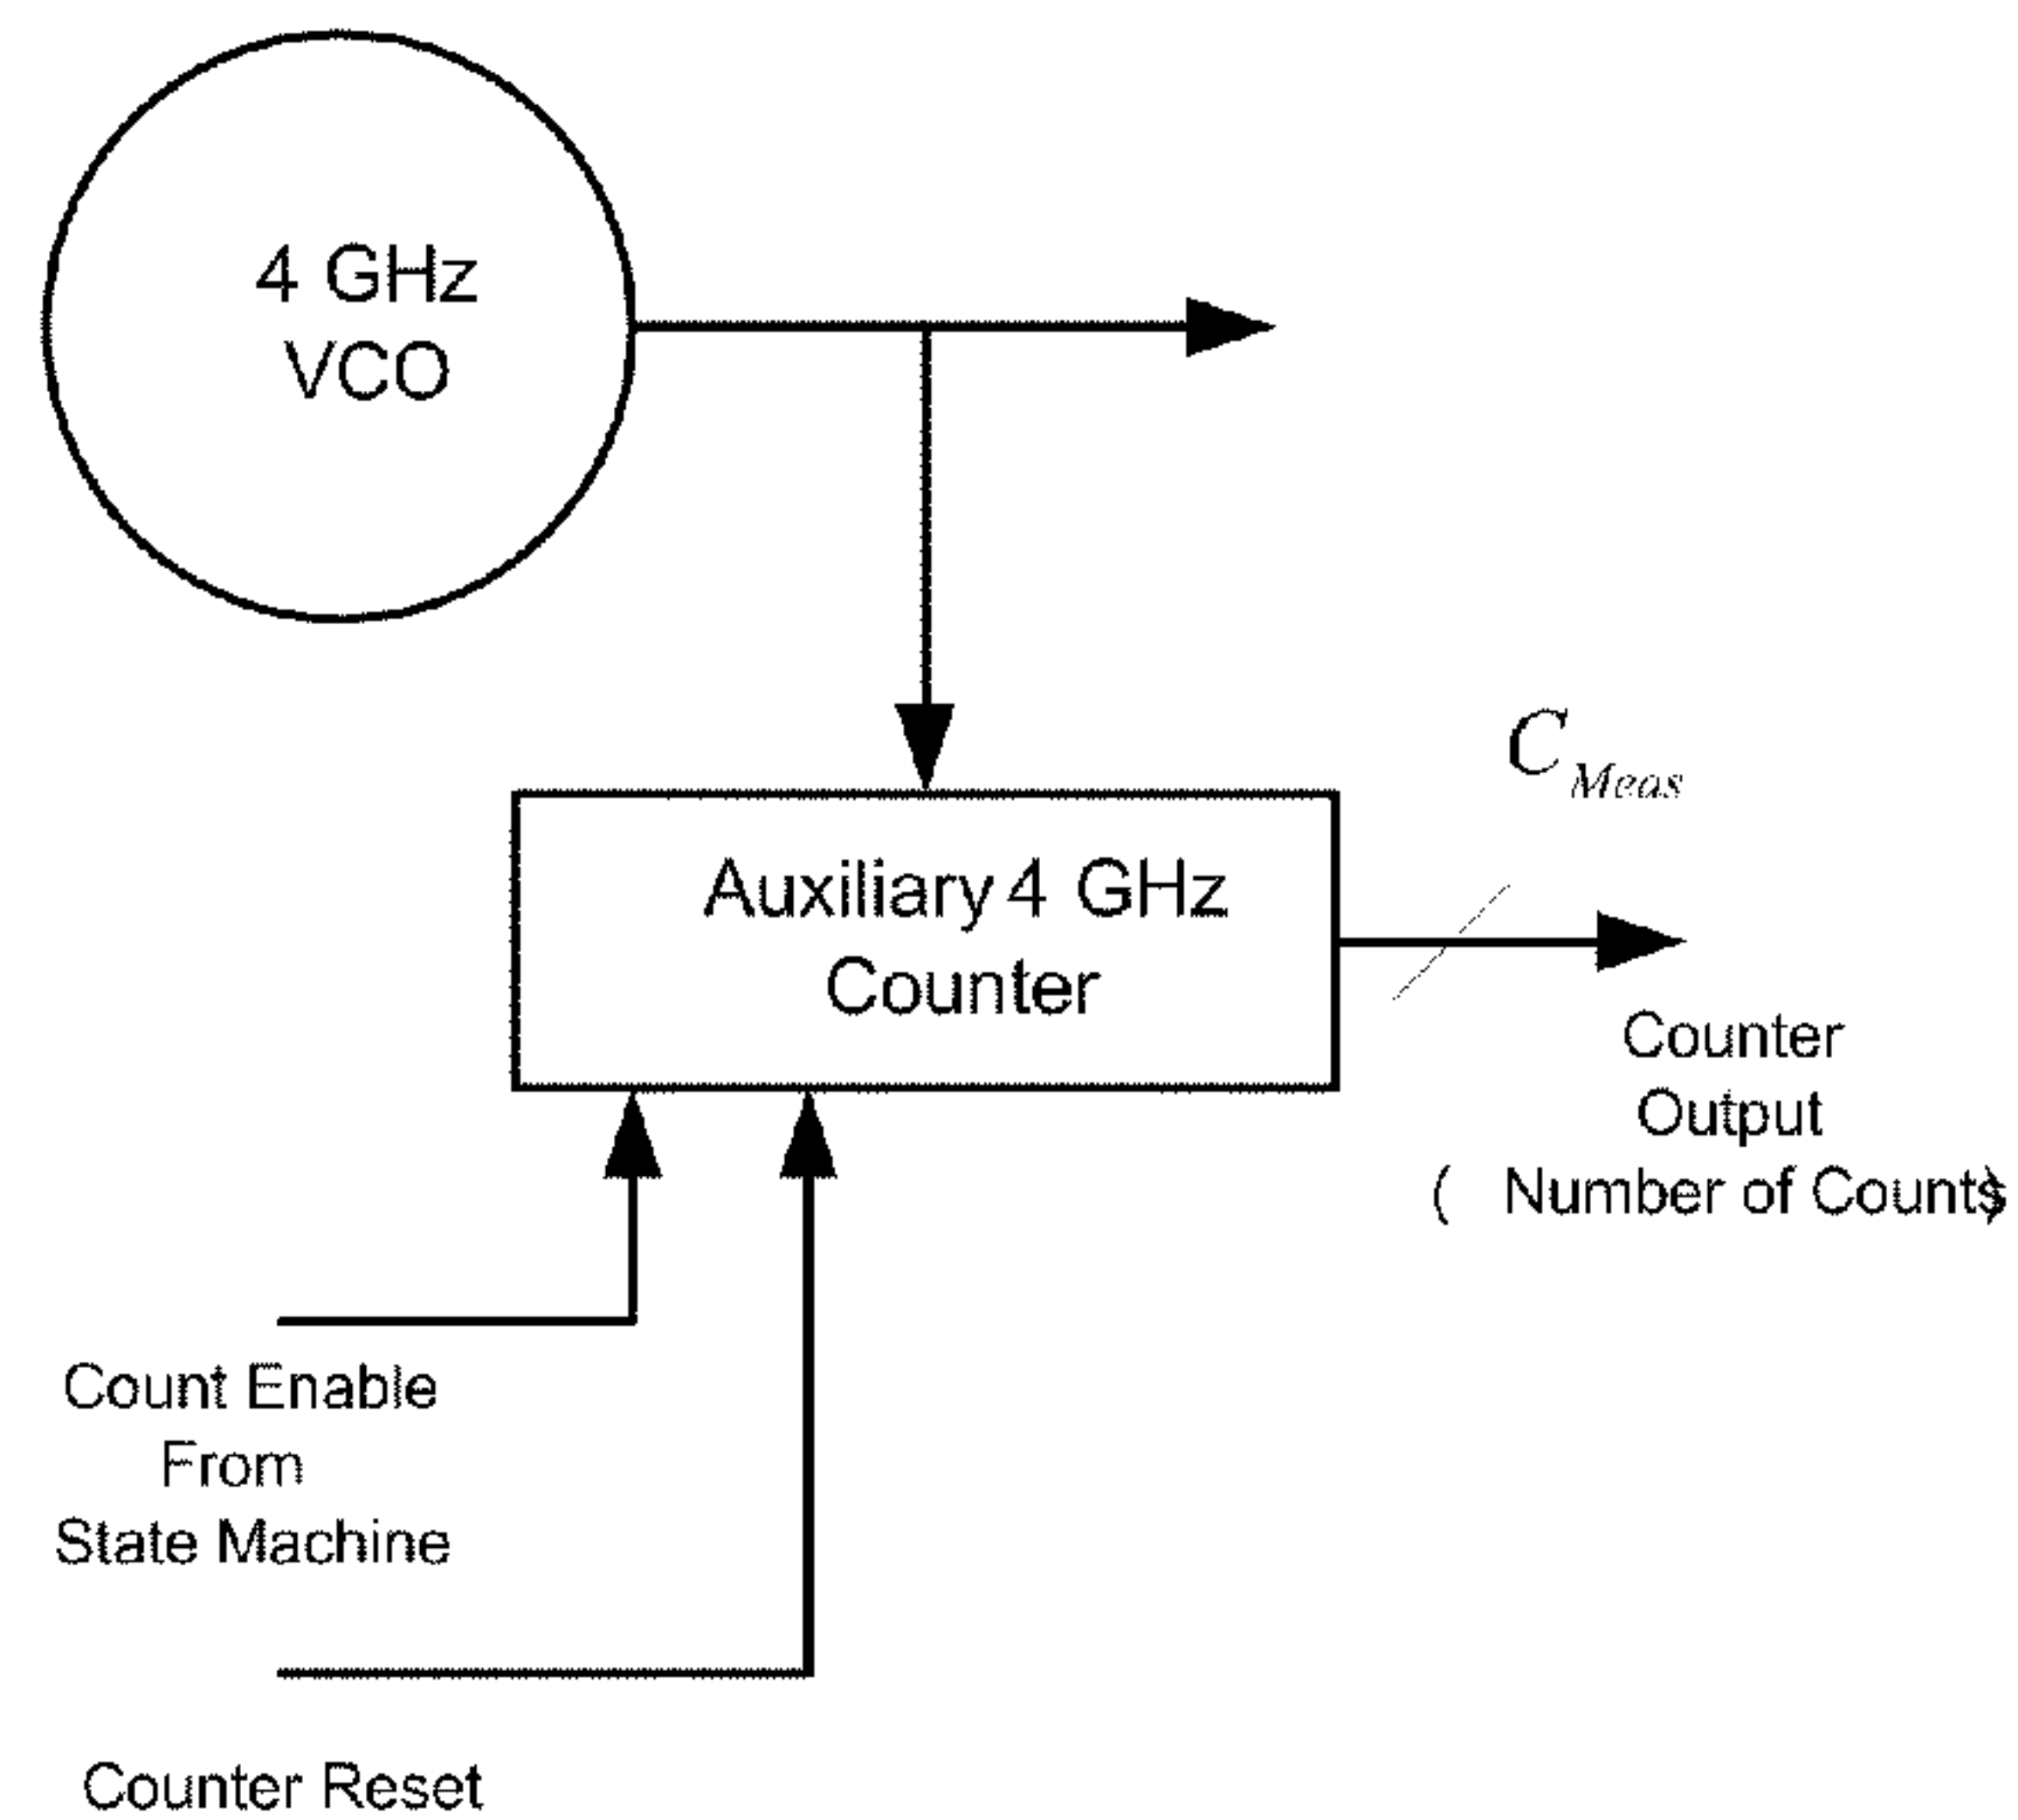 4 GHz
VCO
C Meas
Auxiliary 4 GHz
Counter
Counter
Output
( Number of Counts)
Count Enable
From
State Machine
Counter Reset